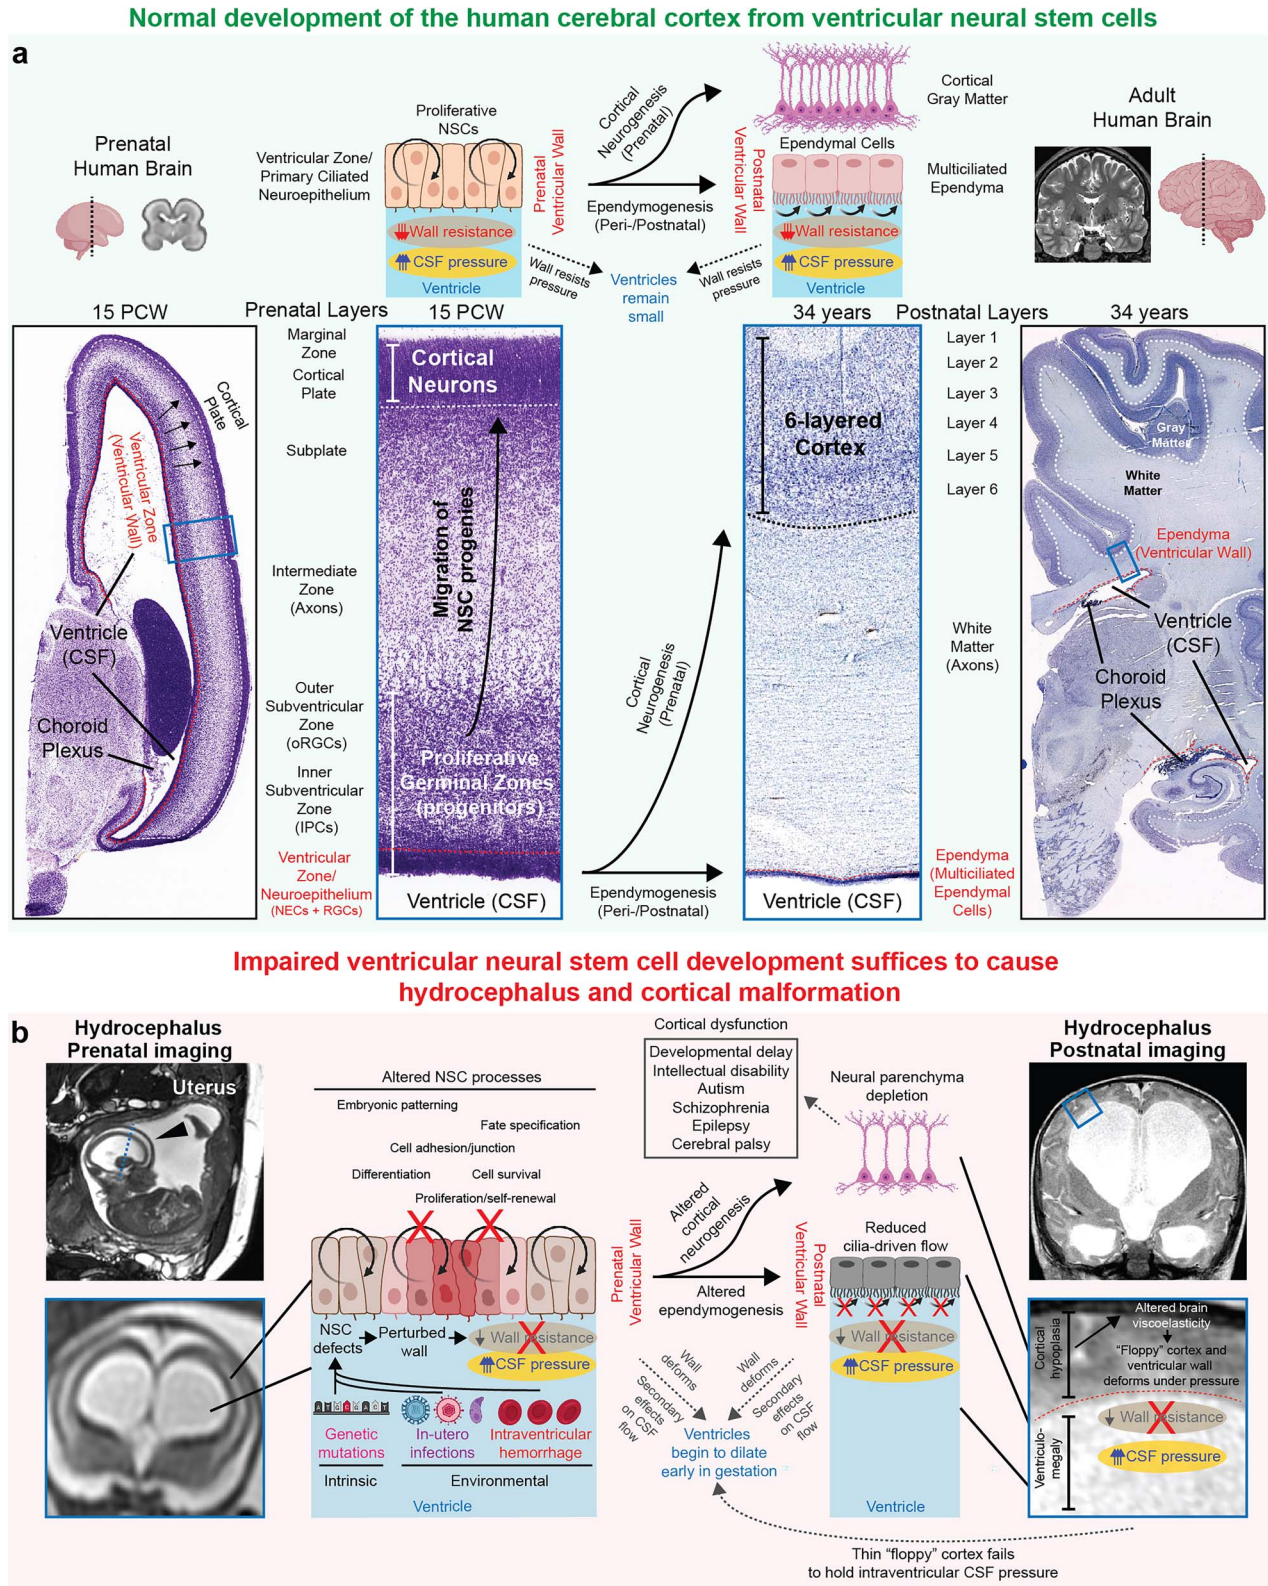 Normal development of the human cerebral cortex from ventricular neural stem cells
a
Prenatal
Human Brain
Ventricular Zone/
Primary Ciliated
Neuroepithelium
Proliferative
NSCs
Prenatal
Ventricular Wall
Wall resistance
CSF pressure
Ventricle
Cortical
Neurogenesis
(Prenatal)
Ependymogenesis
(Peri-/Postnatal)
Wall resists
pressure
Ventricles
remain
small
Wall resists
pressure
Postnatal
Ventricular Wall
Ependymal Cells
Wall resistance
CSF pressure
Ventricle
Cortical
Gray Matter
Multiciliated
Ependyma
Adult
Human Brain
15 PCW
Prenatal Layers
15 PCW
34 years
Postnatal Layers
34 years
Cortical
Plate
Ventricular Zone
(Ventricular Wall)
Ventricle
(CSF)
Choroid
Plexus
Marginal
Zone
Cortical
Plate
Subplate
Intermediate
Zone
(Axons)
Outer
Subventricular
Zone
(oRGCs)
Inner
Subventricular
Zone
(IPCs)
Ventricular
Zone/
Neuroepithelium
(NECs + RGCs)
Cortical
Neurons
Migration of
NSC progenies
Proliferative
Germinal Zones
(progenitors)
Ventricle (CSF)
Cortical
Neurogenesis
(Prenatal)
Ependymogenesis
(Peri-/Postnatal)
6-layered
Cortex
Ventricle (CSF)
Layer 1
Layer 2
Layer 3
Layer 4
Layer 5
Layer 6
White
Matter
(Axons)
Ependyma
(Multiciliated
Ependymal
Cells)
Gray
Matter
White
Matter
Ependyma
(Ventricular Wall)
Ventricle
(CSF)
Choroid
Plexus
Impaired ventricular neural stem cell development suffices to cause
hydrocephalus and cortical malformation
b
Hydrocephalus
Prenatal imaging
Uterus
Altered NSC processes
Embryonic patterning
Fate specification
Cell adhesion/junction
Differentiation
Cell survival
Proliferation/self-renewal
NSC
defects
Perturbed
wall
Wall resistance
CSF pressure
A C T G G A C T
Genetic
mutations
In-utero
infections
Intraventricular
hemorrhage
Intrinsic
Environmental
Ventricle
Cortical dysfunction
Developmental delay
Intellectual disability
Autism
Schizophrenia
Epilepsy
Cerebral palsy
Prenatal
Ventricular Wall
Altered
cortical
neurogenesis
Altered
ependymogenesis
Wall
deforms
Secondary
effects
on CSF
flow
Wall
deforms
Secondary
effects
on CSF
flow
Ventricles
begin to dilate
early in gestation
Postnatal
Ventricular Wall
Neural parenchyma
depletion
Reduced
cilia-driven flow
Wall resistance
CSF pressure
Ventricle
Hydrocephalus
Postnatal imaging
Cortical
hypoplasia
Altered brain
viscoelasticity
“Floppy” cortex and
ventricular wall
deforms under pressure
Ventriculo-
megaly
Wall resistance
CSF pressure
Thin “floppy” cortex fails
to hold intraventricular CSF pressure